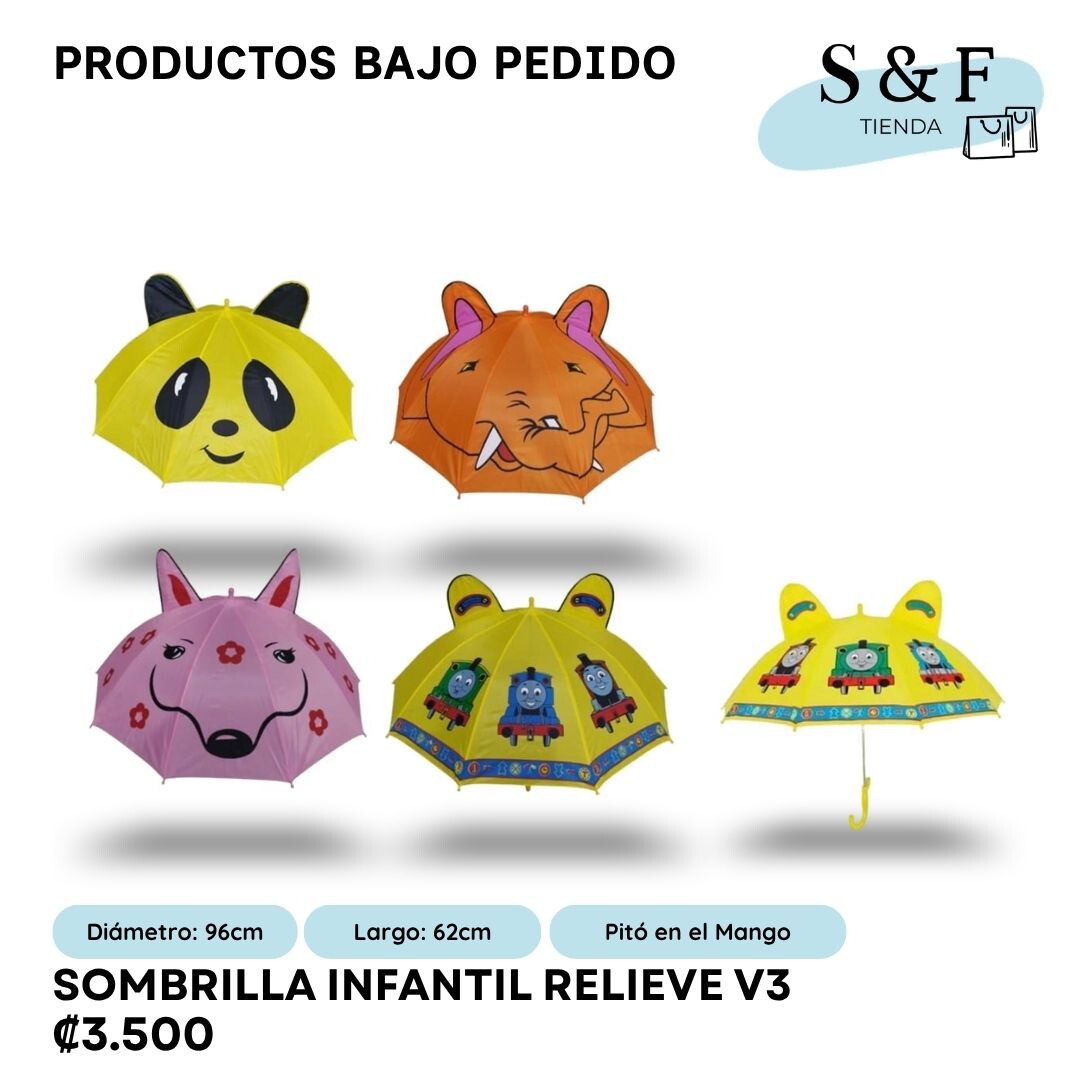 PRODUCTOS BAJO PEDIDO
S & F
TIENDA
Diámetro: 96cm
Largo: 62cm
Pitó en el Mango
SOMBRILLA INFANTIL RELIEVE V3
₡3.500